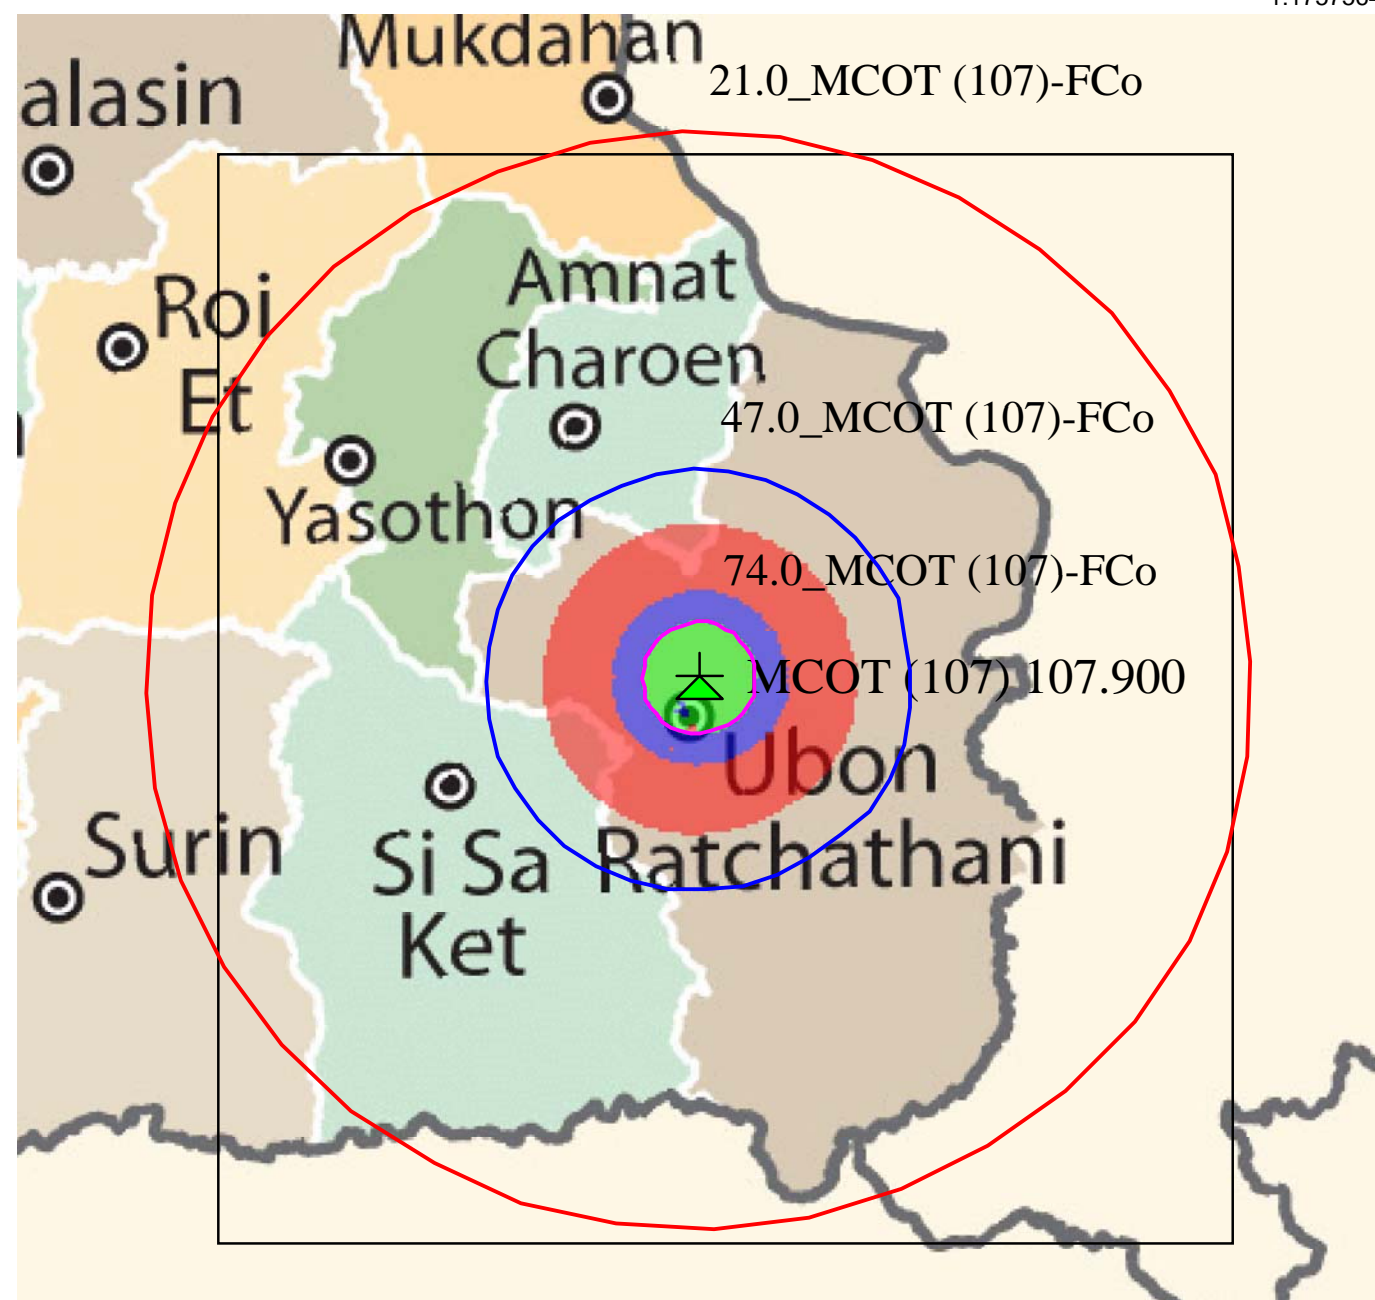 Mukdahan
21.0_MCOT (107)-FCo
alasin
Amnat
Charoen
Roi
Et
47.0_MCOT (107)-FCo
Yasothon
74.0_MCOT (107)-FCo
MCOT (107) 107.900
Ubon
Ratchathani
Surin
Si Sa
Ket